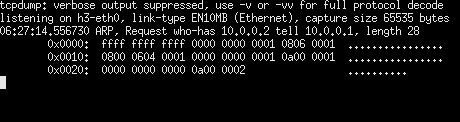 tcpdump: verbose output suppressed, use -v or -vv for full protocol decode
listening on h3-eth0, link-type EN10MB (Ethernet), capture size 65535 bytes
06:27:14.556730 ARP, Request who-has 10.0.0.2 tell 10.0.0.1, length 28
0x0000: ffff ffff ffff 0000 0000 0001 0806 0001 ................
0x0010: 0800 0604 0001 0000 0000 0001 0a00 0001 ................
0x0020: 0000 0000 0000 0a00 0002 ..........